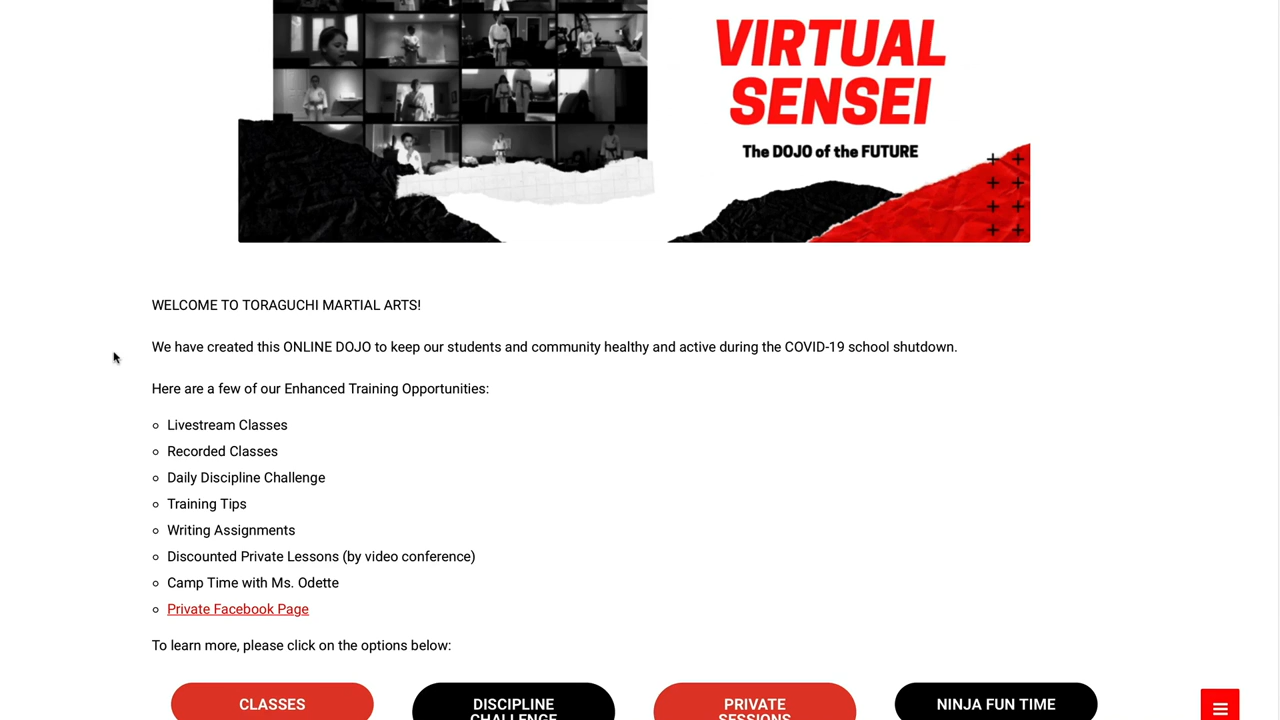 VIRTUAL
SENSEI
The DOJO of the FUTURE
WELCOME TO TORAGUCHI MARTIAL ARTS!
We have created this ONLINE DOJO to keep our students and community healthy and active during the COVID-19 school shutdown.
Here are a few of our Enhanced Training Opportunities:
Livestream Classes
Recorded Classes
Daily Discipline Challenge
Training Tips
Writing Assignments
Discounted Private Lessons (by video conference)
Camp Time with Ms. Odette
Private Facebook Page
To learn more, please click on the options below:
CLASSES
DISCIPLINE
CHALLENGE
PRIVATE
SESSIONS
NINJA FUN TIME